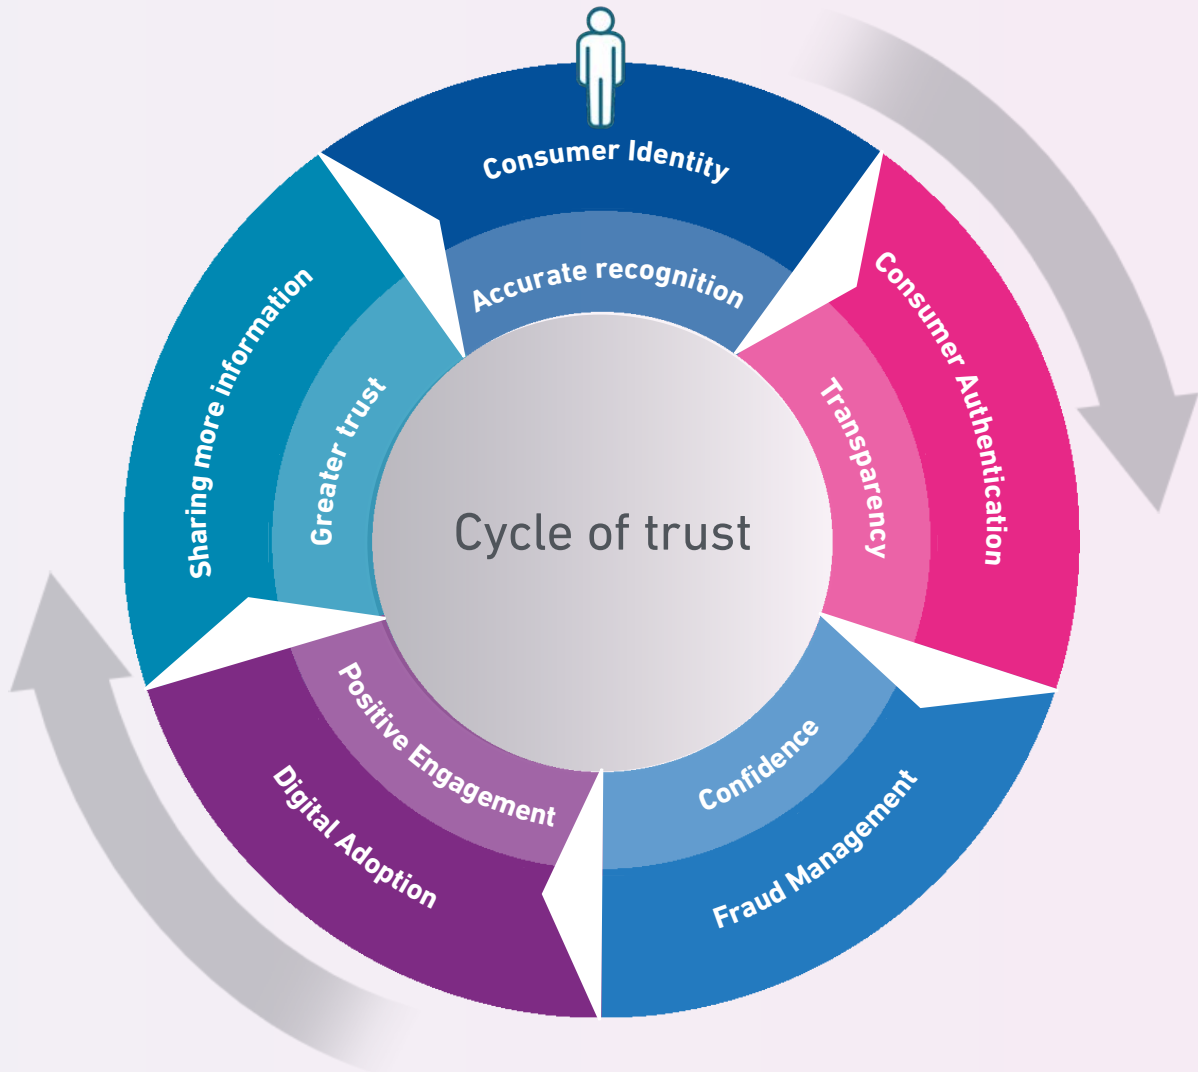 Consumer Identity
Accurate recognition
Consumer Authentication
Transparency
Fraud Management
Confidence
Digital Adoption
Positive Engagement
Sharing more information
Greater trust
Cycle of trust